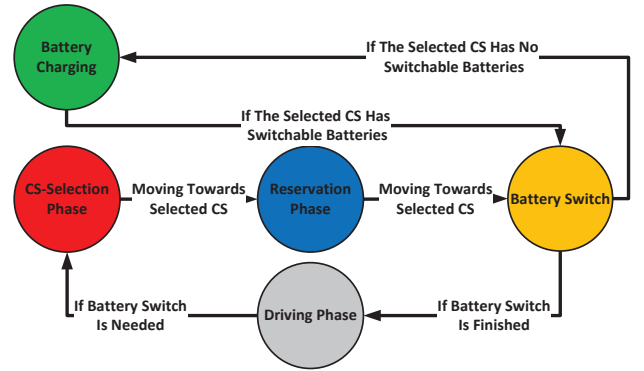 Battery
Charging
If The Selected CS Has No
Switchable Batteries
If The Selected CS Has
Switchable Batteries
CS-Selection
Phase
Moving Towards
Selected CS
Reservation
Phase
Moving Towards
Selected CS
Battery Switch
If Battery Switch
Is Needed
Driving Phase
If Battery Switch
Is Finished